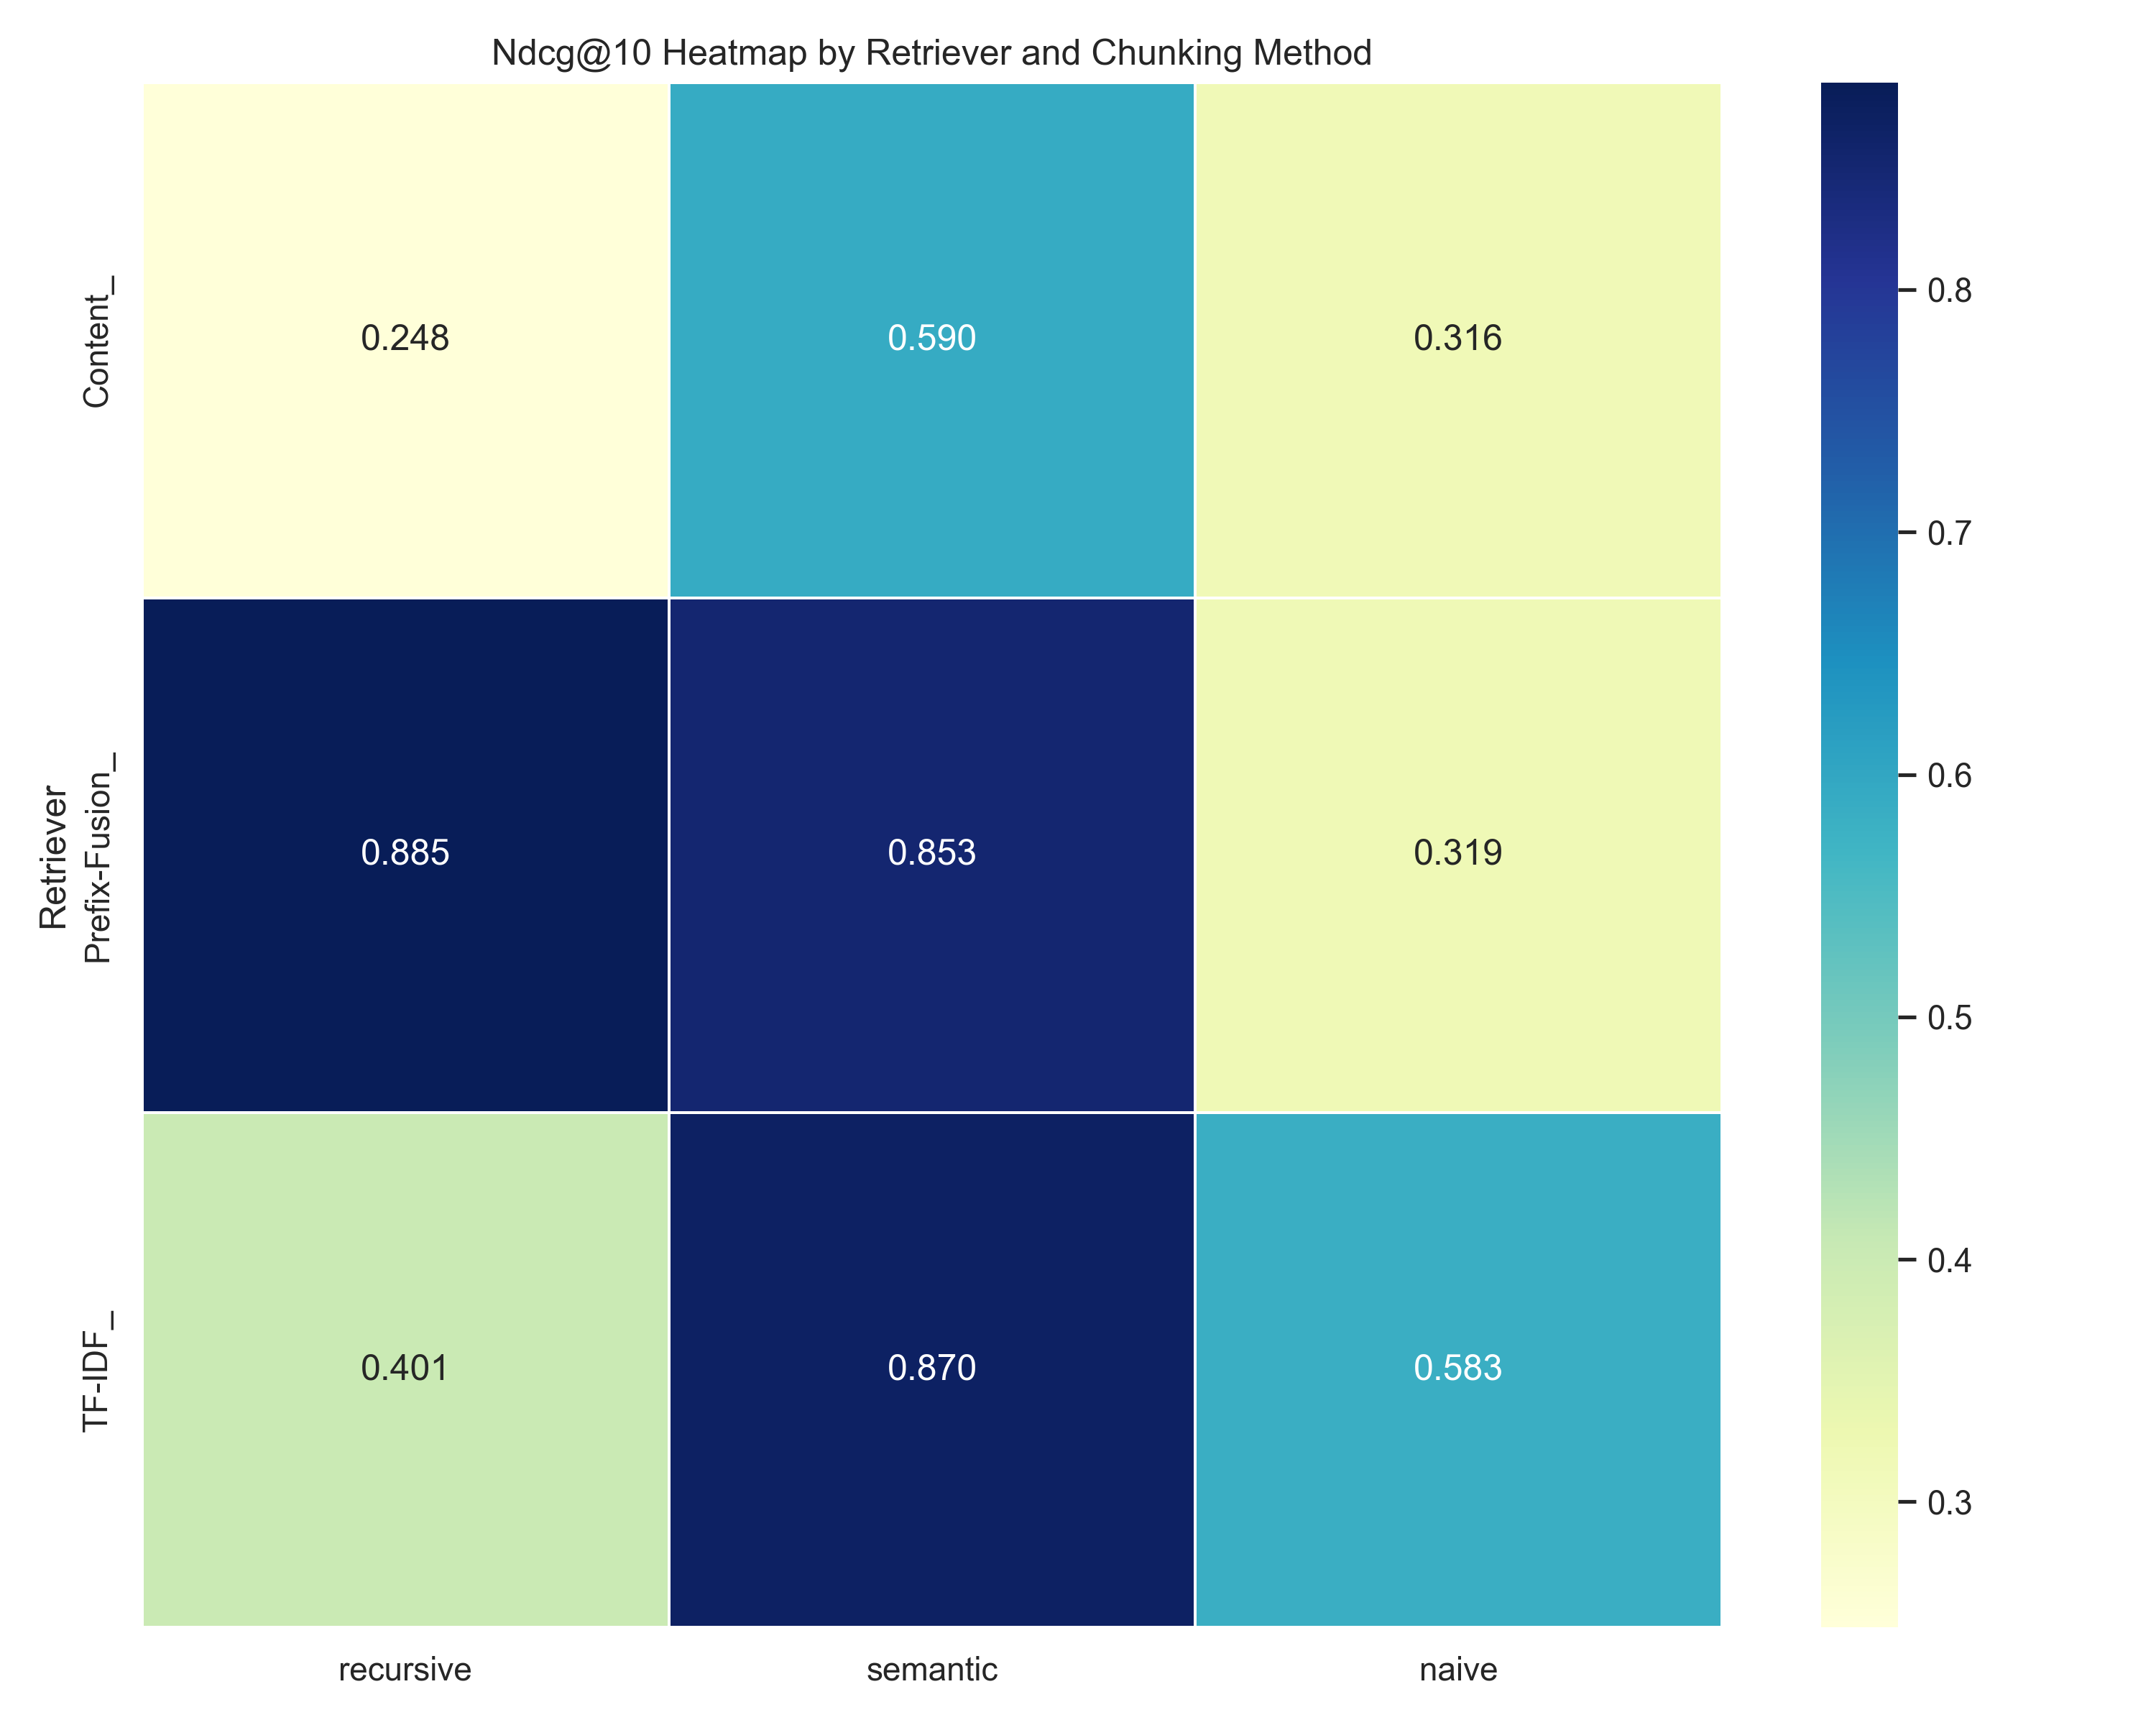 Ndcg@10 Heatmap by Retriever and Chunking Method
Retriever
Content_
0.248 0.590 0.316
Prefix-Fusion_
0.885 0.853 0.319
TF-IDF_
0.401 0.870 0.583
recursive semantic naive
0.8
0.7
0.6
0.5
0.4
0.3